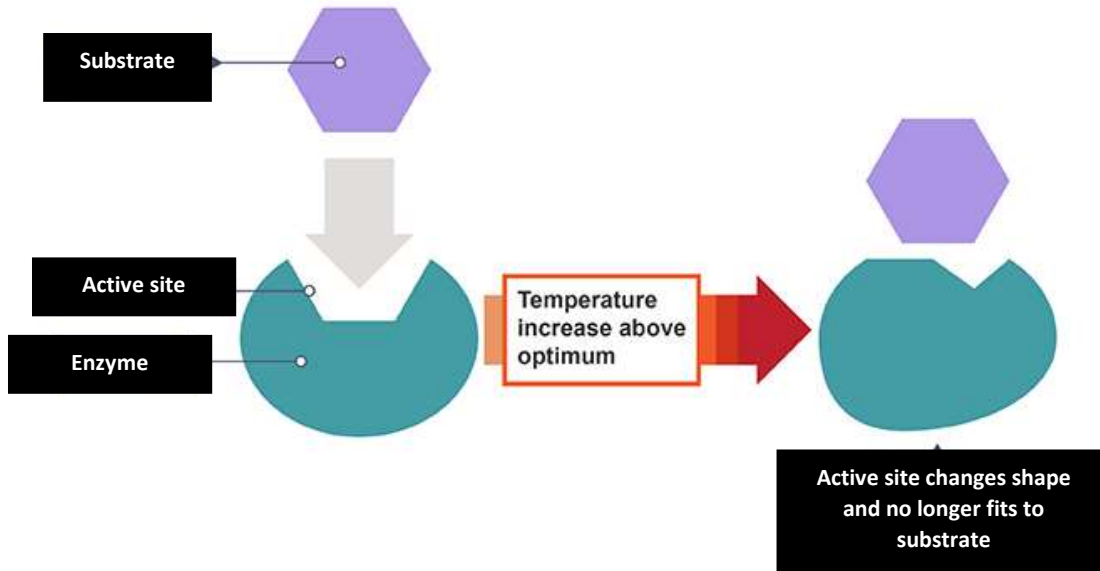 Substrate
Active site
Enzyme
Temperature
increase above
optimum
Active site changes shape
and no longer fits to
substrate